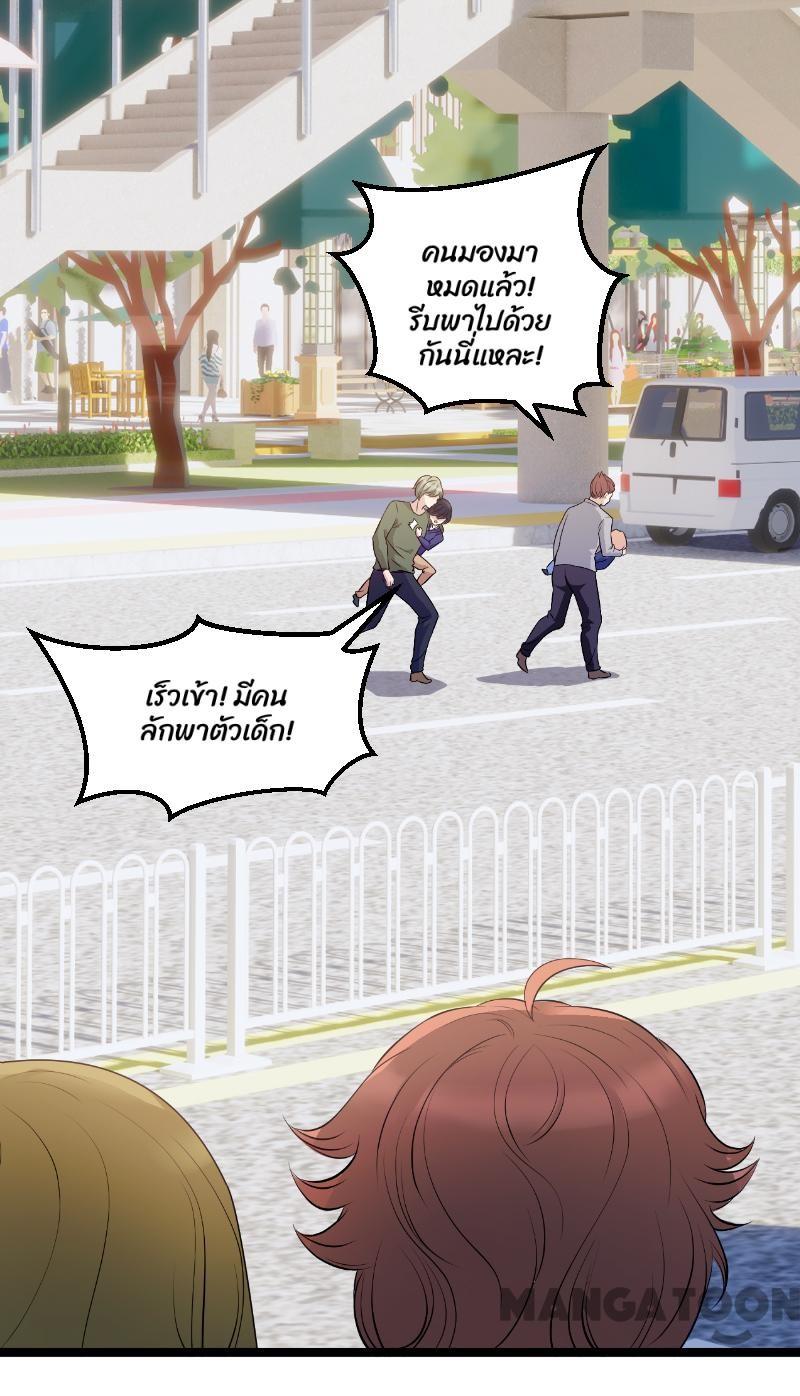 คนมองมา
หมดแล้ว!
รีบพาไปด้วย
กันนี่แหละ!
เร็วเข้า! มีคน
ลักพาตัวเด็ก!
MANGATOON